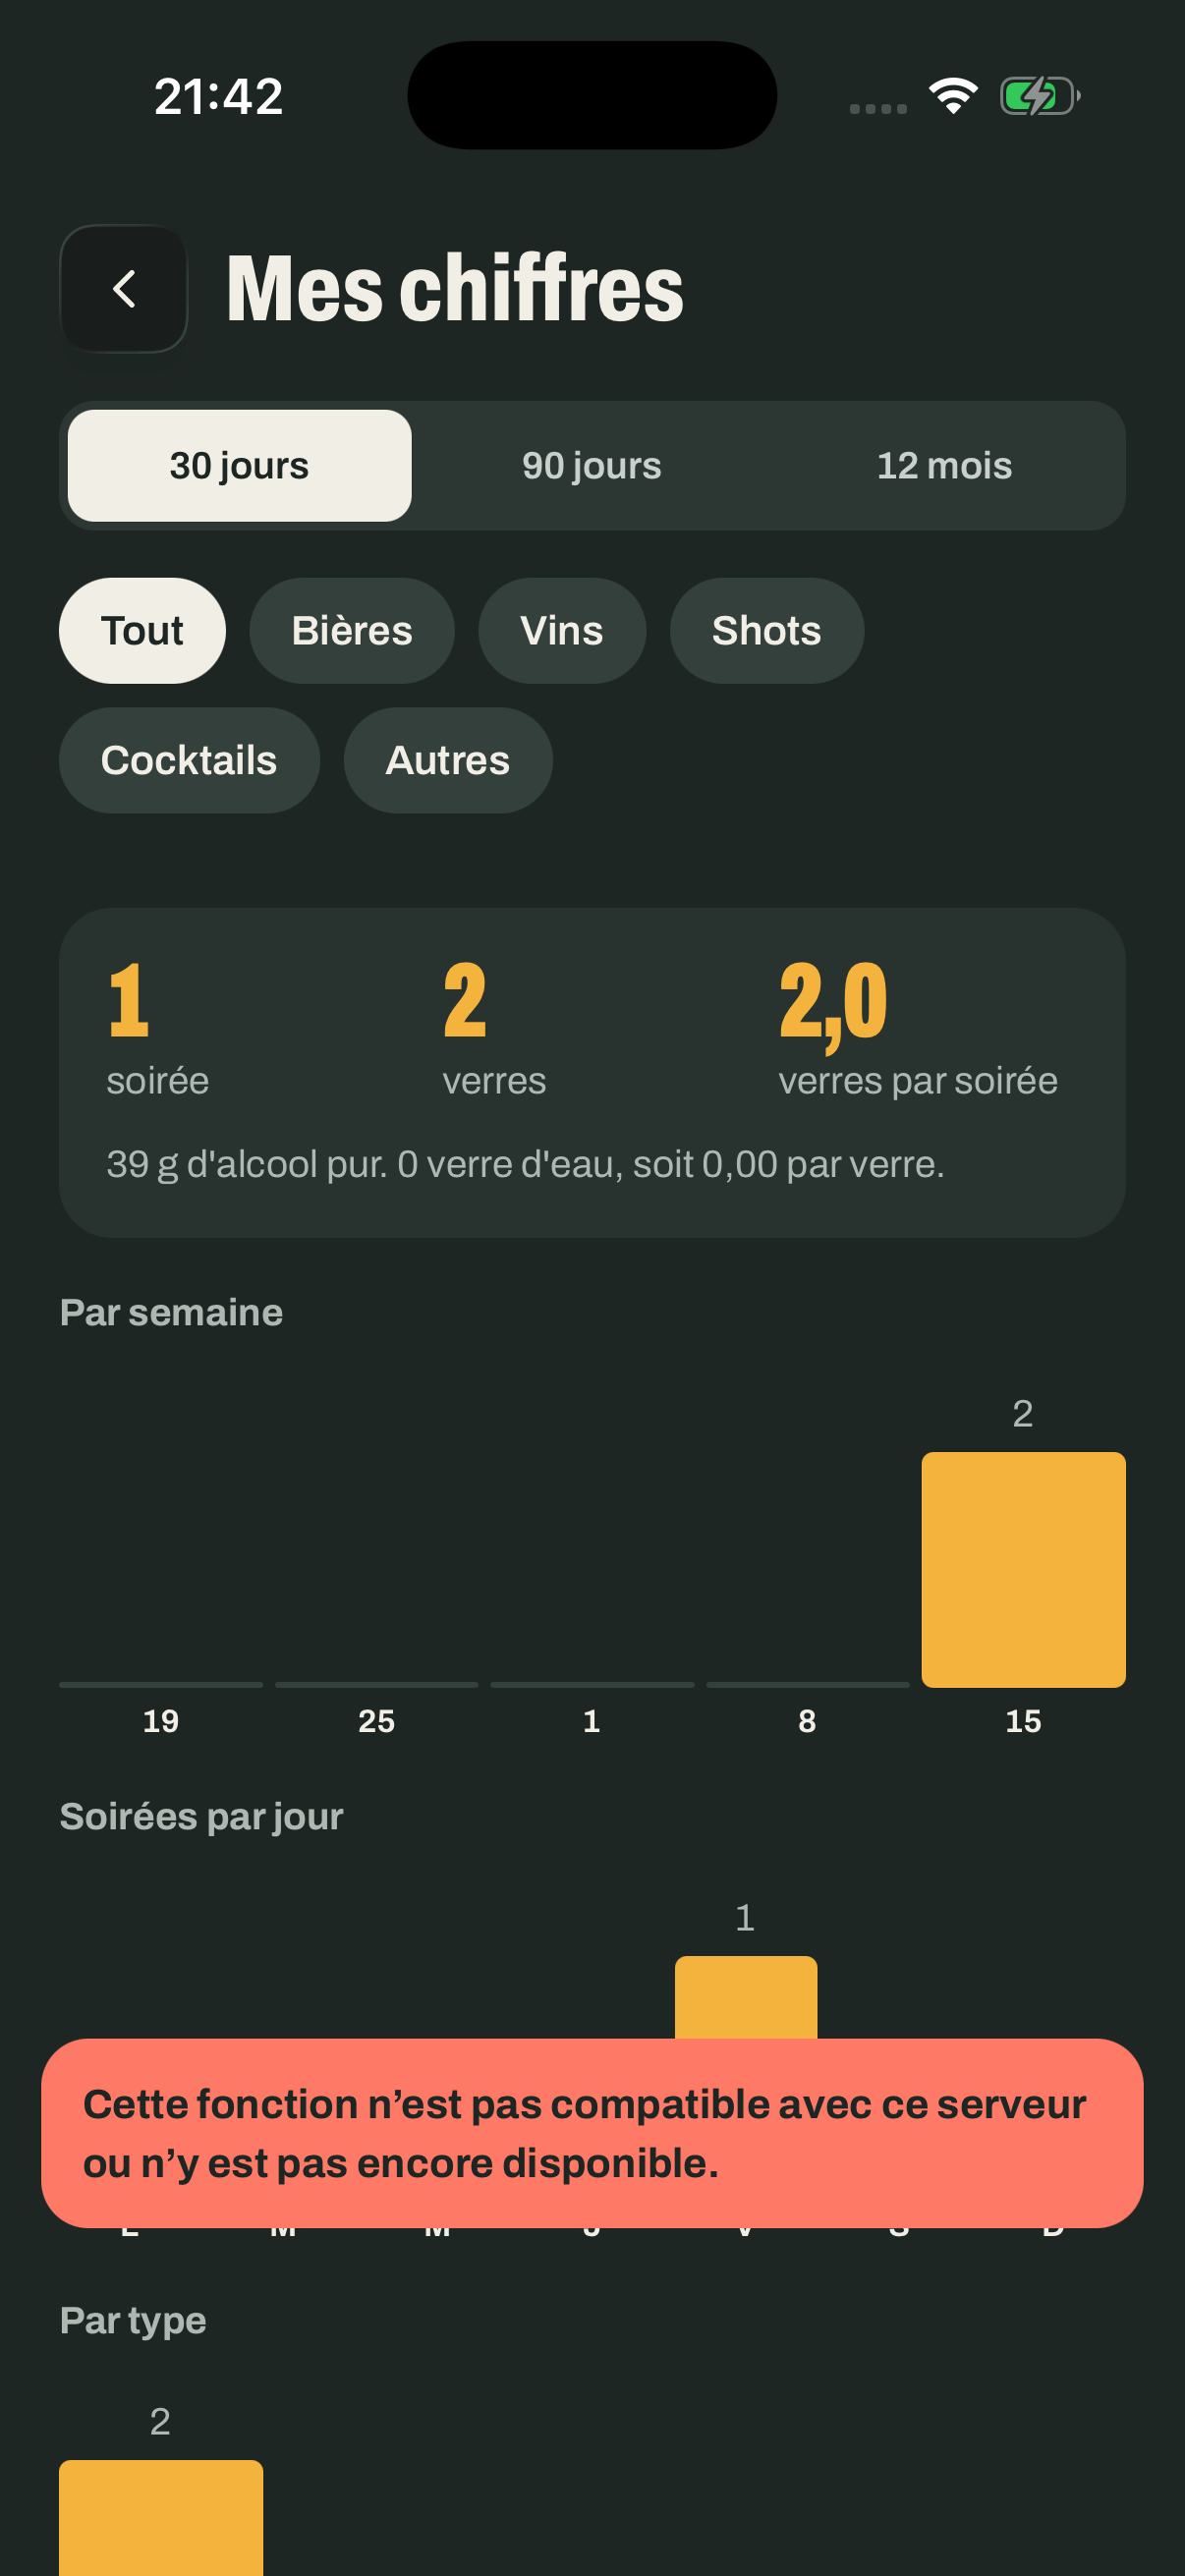 21:42
Mes chiffres
30 jours
90 jours
12 mois
Tout
Bières
Vins
Shots
Cocktails
Autres
1
2
2,0
soirée
verres
verres par soirée
39 g d'alcool pur. 0 verre d'eau, soit 0,00 par verre.
Par semaine
2
19
25
1
8
15
Soirées par jour
1
Cette fonction n’est pas compatible avec ce serveur
ou n’y est pas encore disponible.
L
M
M
J
V
S
D
Par type
2